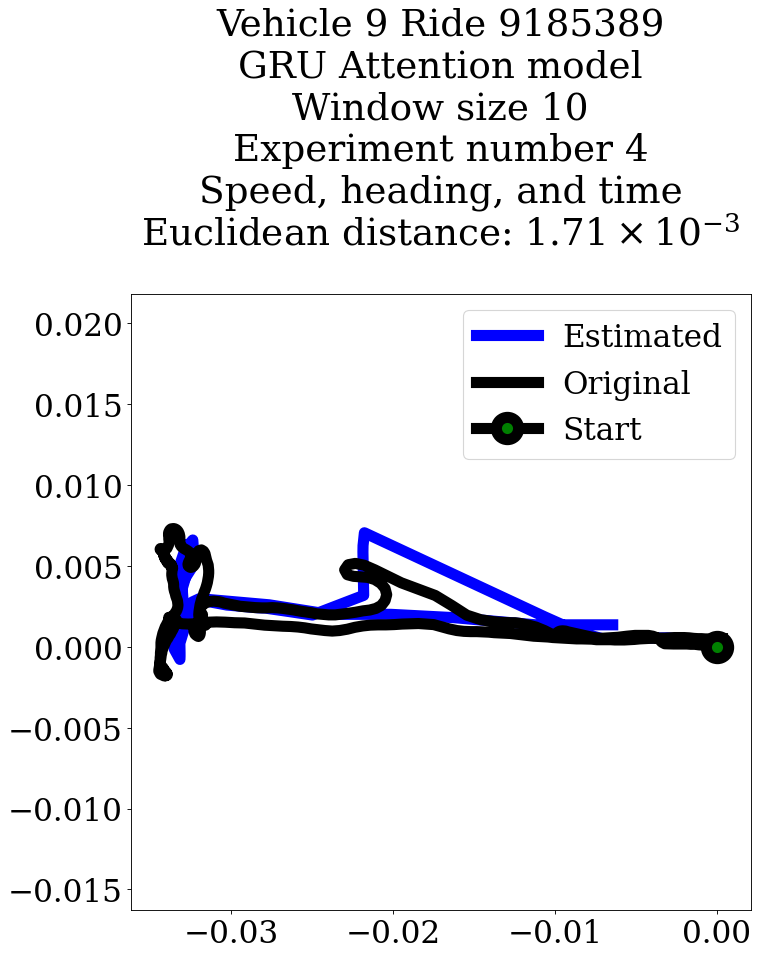 Vehicle 9 Ride 9185389
GRU Attention model
Window size 10
Experiment number 4
Speed, heading, and time
Euclidean distance: 1.71 × 10⁻³
Estimated
Original
Start
0.020
0.015
0.010
0.005
0.000
−0.005
−0.010
−0.015
−0.03 −0.02 −0.01 0.00